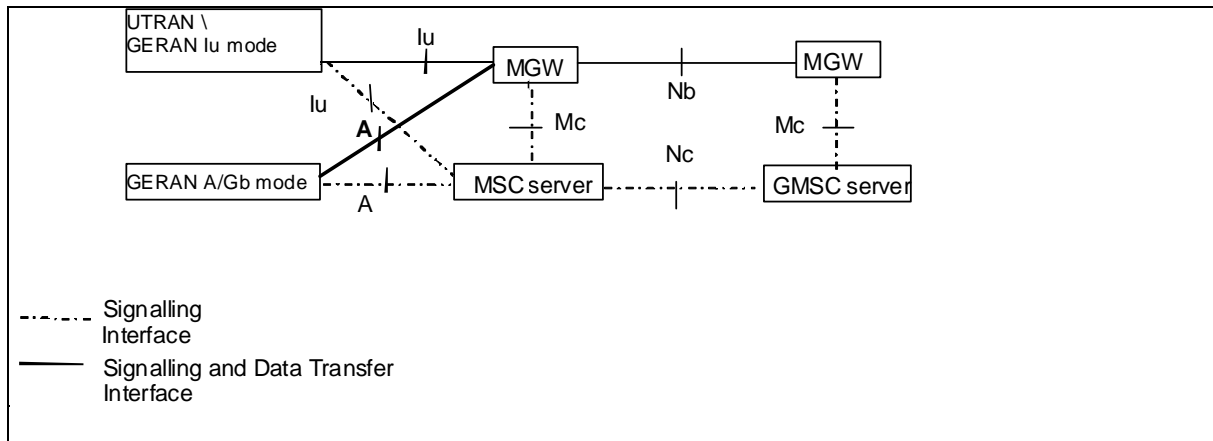 UTRAN \
GERAN Iu mode
Iu
MGW
MGW
Nb
Iu
A
Mc
Mc
Nc
GERAN A/Gb mode
A
MSC server
GMSC server
Signalling
Interface
Signalling and Data Transfer
Interface